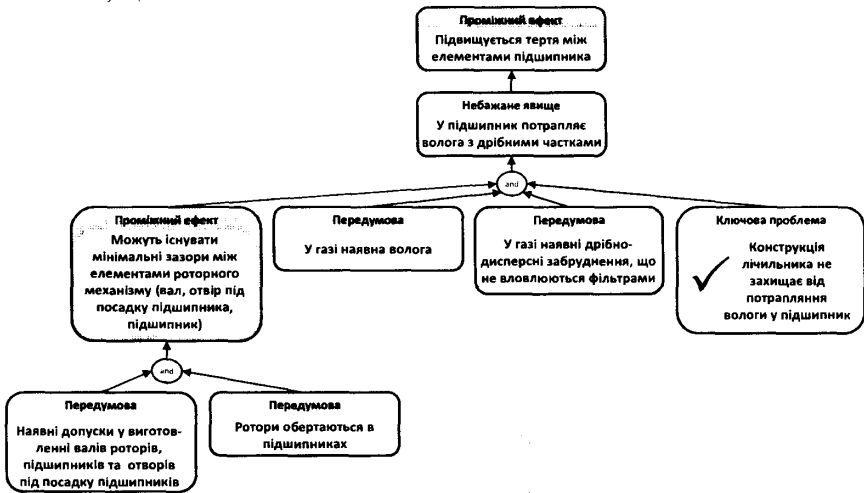 Проміжний ефект
Підвищується тертя між
елементами підшипника
Небажане явище
У підшипник потрапляє
волога з дрібними частками
and
Проміжний ефект
Можуть існувати
мінімальні зазори між
елементами роторного
механізму (вал, отвір під
посадку підшипника,
підшипник)
Передумова
У газі наявна волога
Передумова
У газі наявні дрібно-
дисперсні забруднення, що
не вловлюються фільтрами
Ключова проблема
Конструкція
лічильника не
захищає від
потрапляння
вологи у підшипник
and
Передумова
Наявні допуски у виготов-
ленні валів роторів,
підшипників та отворів
під посадку підшипників
Передумова
Ротори обертаються в
підшипниках